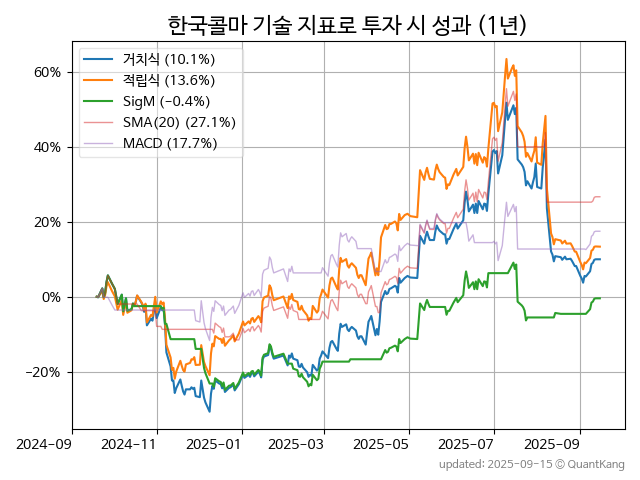 한국콜마 기술 지표로 투자 시 성과 (1년)
거치식 (10.1%)
적립식 (13.6%)
SigM (−0.4%)
SMA(20) (27.1%)
MACD (17.7%)
60%
40%
20%
0%
−20%
2024-09
2024-11
2025-01
2025-03
2025-05
2025-07
2025-09
updated: 2025-09-15 ⓒ QuantKang